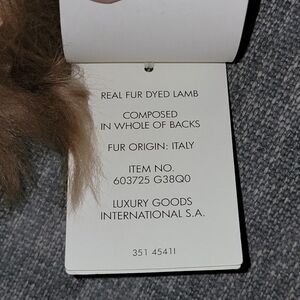 REAL FUR DYED LAMB
COMPOSED
IN WHOLE OF BACKS
FUR ORIGIN: ITALY
ITEM NO.
603725 G38Q0
LUXURY GOODS
INTERNATIONAL S.A.
351 45411